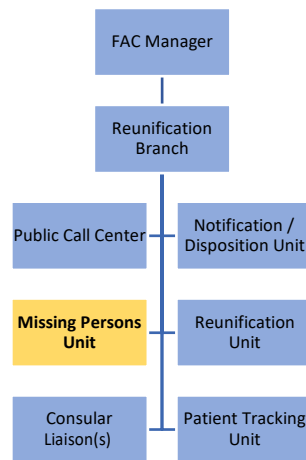 FAC Manager
Reunification
Branch
Public Call Center
Notification /
Disposition Unit
Missing Persons
Unit
Reunification
Unit
Consular
Liaison(s)
Patient Tracking
Unit